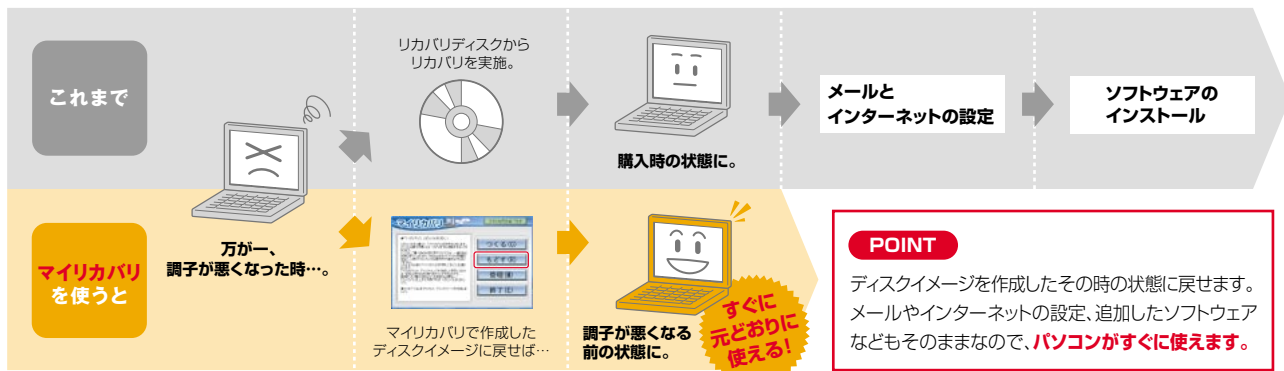 これまで
リカバリディスクから
リカバリを実施。
購入時の状態に。
メールと
インターネットの設定
ソフトウェアの
インストール
万が一、
調子が悪くなった時…。
マイリカバリ
を使うと
マイリカバリ
つくる(C)
もどす(R)
管理(M)
終了(E)
マイリカバリで作成した
ディスクイメージに戻せば…
調子が悪くなる
前の状態に。
すぐに
元どおりに
使える!
POINT
ディスクイメージを作成したその時の状態に戻せます。
メールやインターネットの設定、追加したソフトウェア
などもそのままなので、パソコンがすぐに使えます。